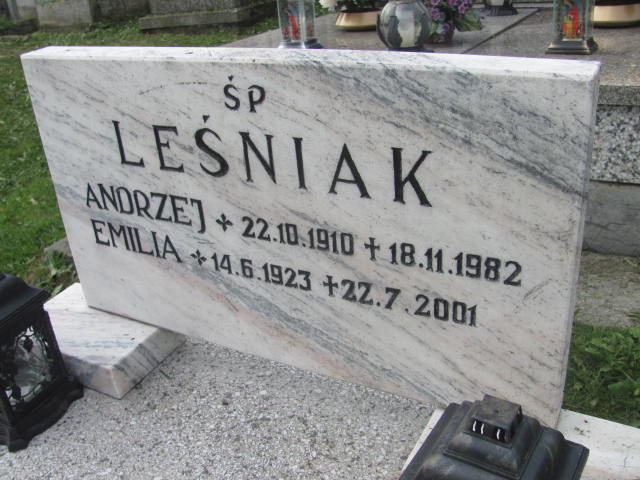 ŚP
LEŚNIAK
ANDRZEJ ✢ 22.10.1910 ✝ 18.11.1982
EMILIA ✢ 14.6.1923 ✝ 22.7.2001